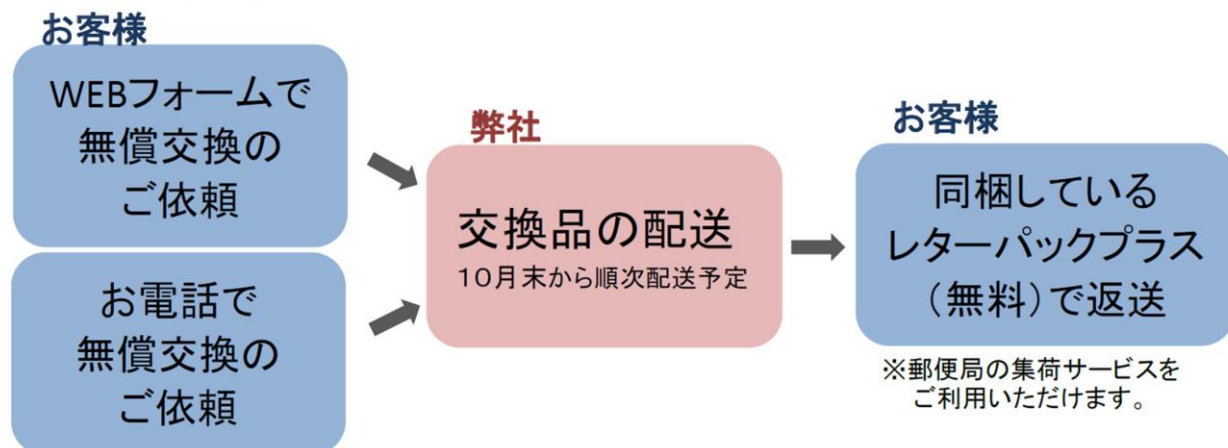 お客様
WEBフォームで
無償交換の
ご依頼
お電話で
無償交換の
ご依頼
弊社
交換品の配送
10月末から順次配送予定
お客様
同梱している
レターパックプラス
(無料)で返送
※郵便局の集荷サービスを
ご利用いただけます。